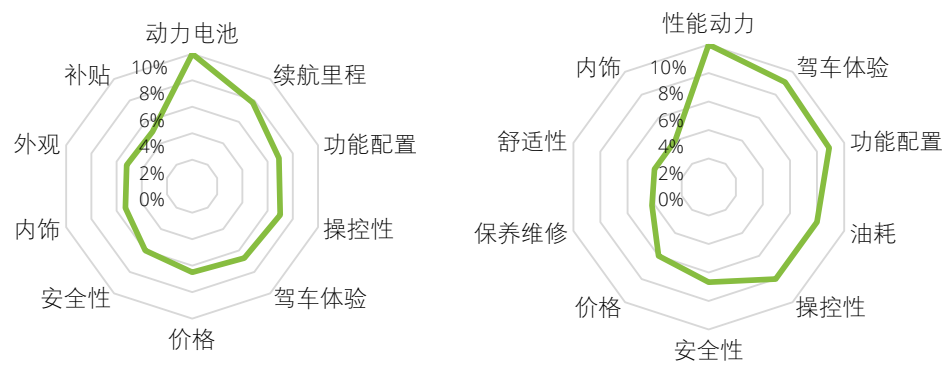 动力电池
续航里程
功能配置
操控性
驾车体验
价格
安全性
内饰
外观
补贴
10%
8%
6%
4%
2%
0%
性能动力
驾车体验
功能配置
油耗
操控性
安全性
价格
保养维修
舒适性
内饰
10%
8%
6%
4%
2%
0%